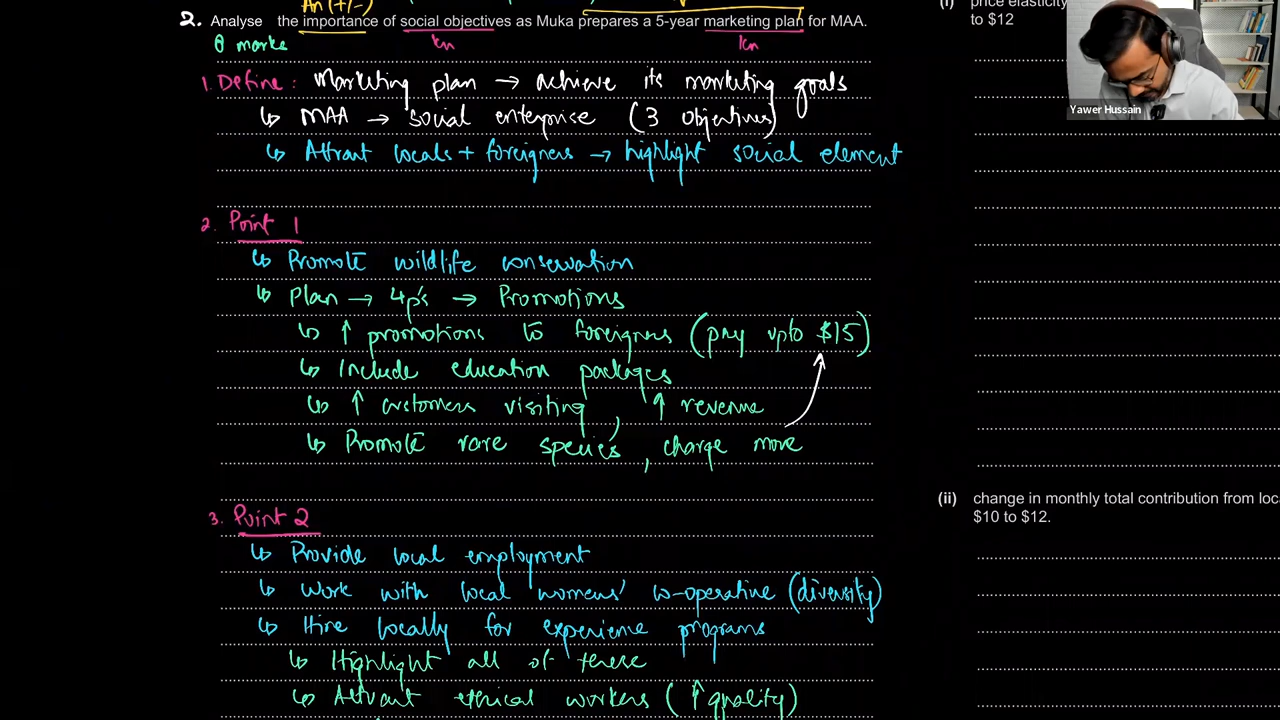 An (+/-)
2. Analyse the importance of social objectives as Muka prepares a 5-year marketing plan for MAA.
kn kn
8 marks
1. Define: Marketing plan → achieve its marketing goals
↳ MAA → social enterprise (3 objectives)
↳ Attract locals + foreigners → highlight social element
2. Point 1
↳ Promote wildlife conservation
↳ Plan → 4p's → Promotions
↳ ↑ promotions to foreigners (pay upto $15)
↳ Include education packages
↳ ↑ customers visiting, ↑ revenue
↳ Promote rare species, charge more
3. Point 2
↳ Provide local employment
↳ Work with local womens' co-operative (diversity)
↳ Hire locally for experience programs
↳ Highlight all of these
↳ Attract ethical workers (↑ quality)
(i) price elasticity
to $12
Yawer Hussain
(ii) change in monthly total contribution from loc
$10 to $12.